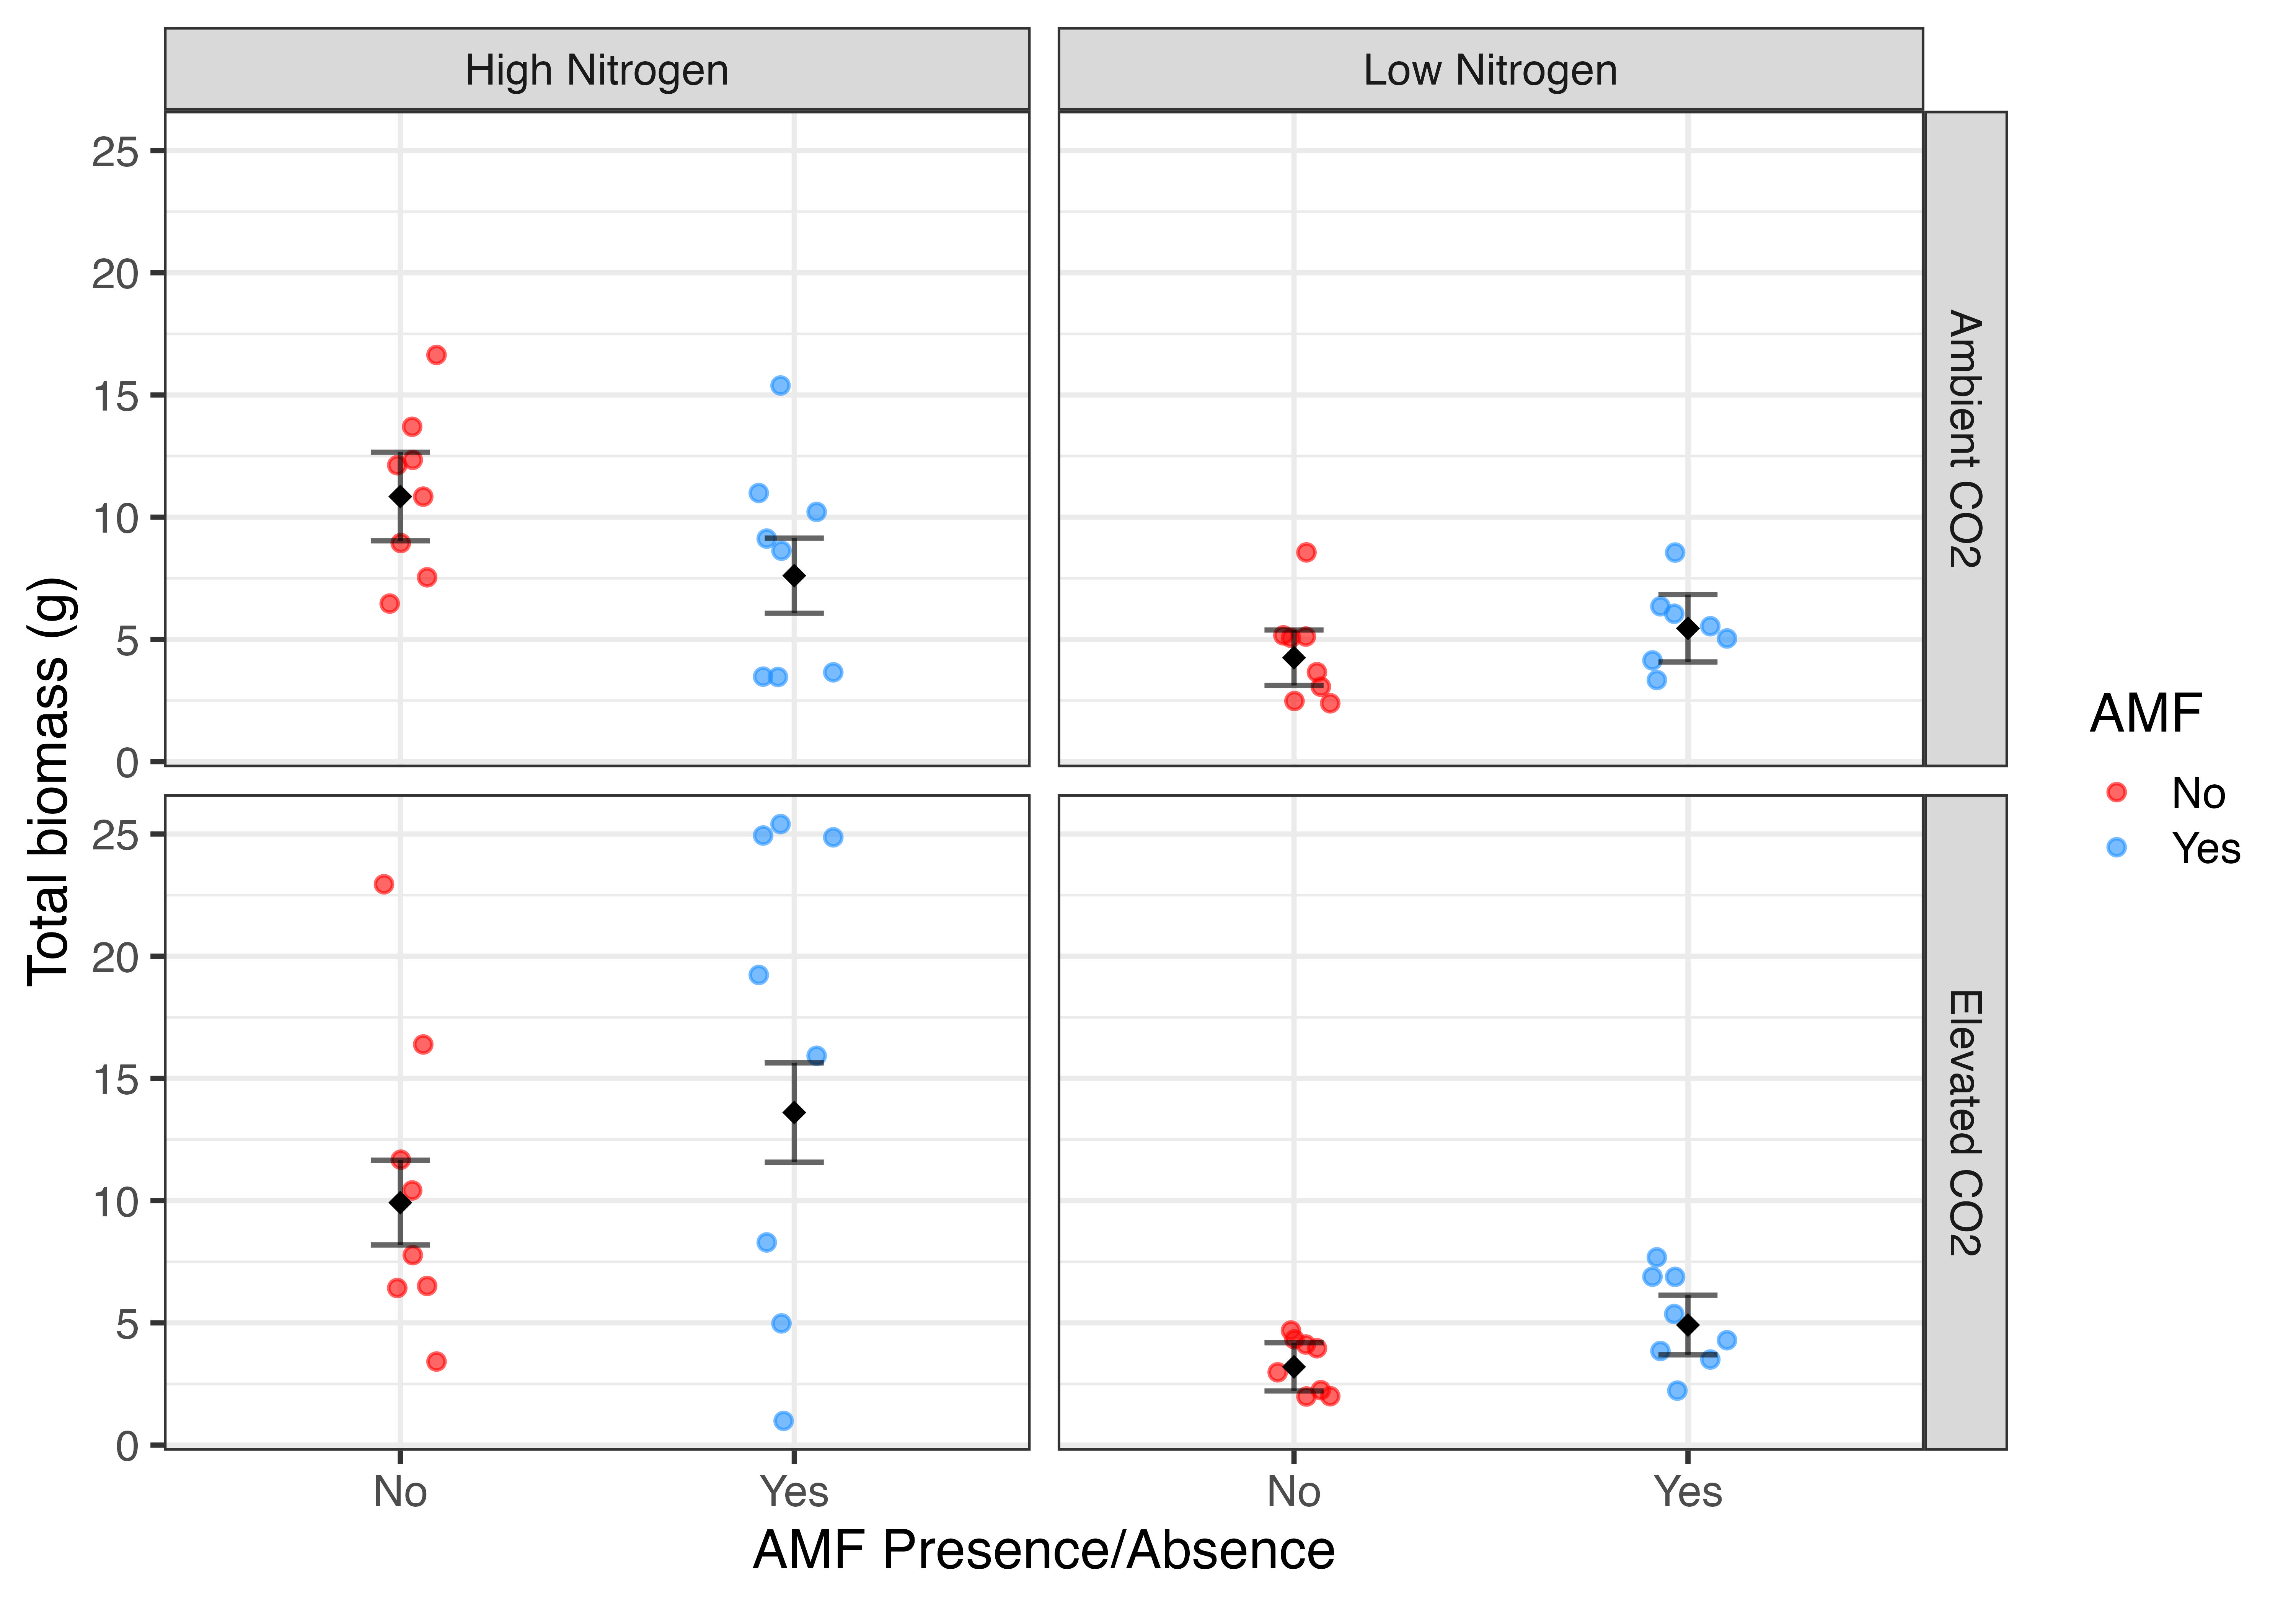 High Nitrogen
Low Nitrogen
Total biomass (g)
25
20
15
10
5
0
Ambient CO2
25
20
15
10
5
0
Elevated CO2
No
Yes
No
Yes
AMF Presence/Absence
AMF
No
Yes